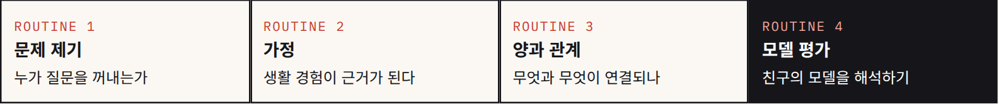 ROUTINE 1
문제 제기
누가 질문을 꺼내는가
ROUTINE 2
가정
생활 경험이 근거가 된다
ROUTINE 3
양과 관계
무엇과 무엇이 연결되나
ROUTINE 4
모델 평가
친구의 모델을 해석하기